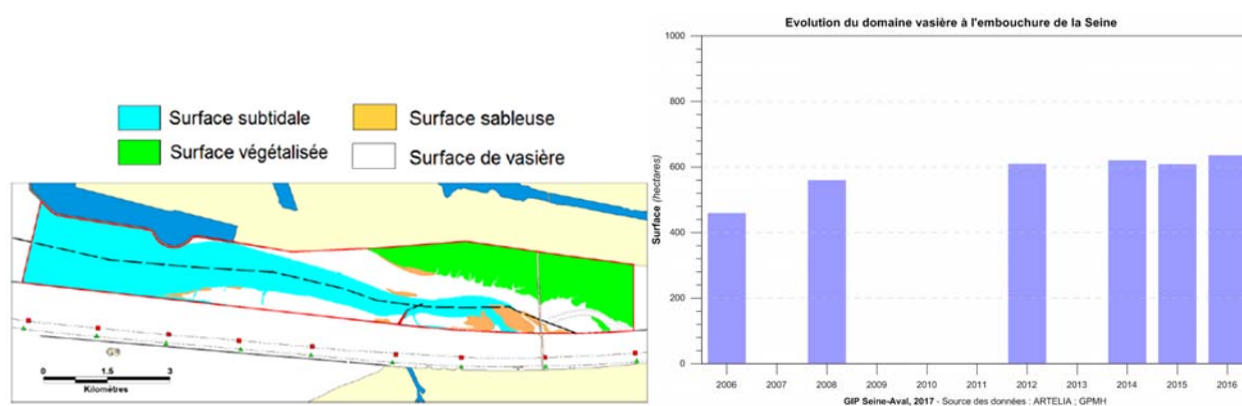 Surface subtidale
Surface sableuse
Surface végétalisée
Surface de vasière
G9
0 1.5 3
Kilomètres
Evolution du domaine vasière à l'embouchure de la Seine
1000
800
600
400
200
0
Surface (hectares)
2006 2007 2008 2009 2010 2011 2012 2013 2014 2015 2016
GIP Seine-Aval, 2017 - Source des données : ARTELIA ; GPMH